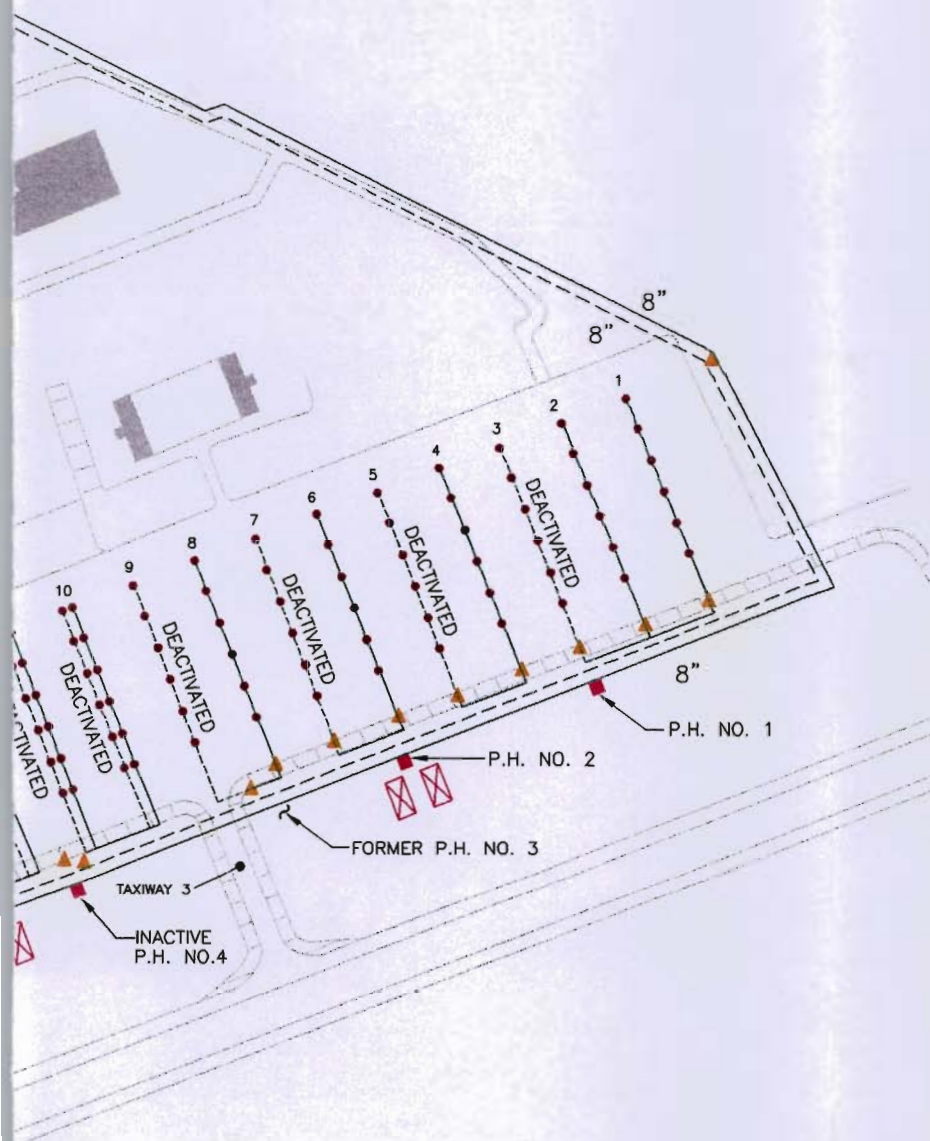 8"
8"
1
2
3
4
5
6
7
8
9
10
DEACTIVATED
DEACTIVATED
DEACTIVATED
DEACTIVATED
DEACTIVATED
8"
P.H. NO. 1
P.H. NO. 2
FORMER P.H. NO. 3
TAXIWAY 3
INACTIVE
P.H. NO.4